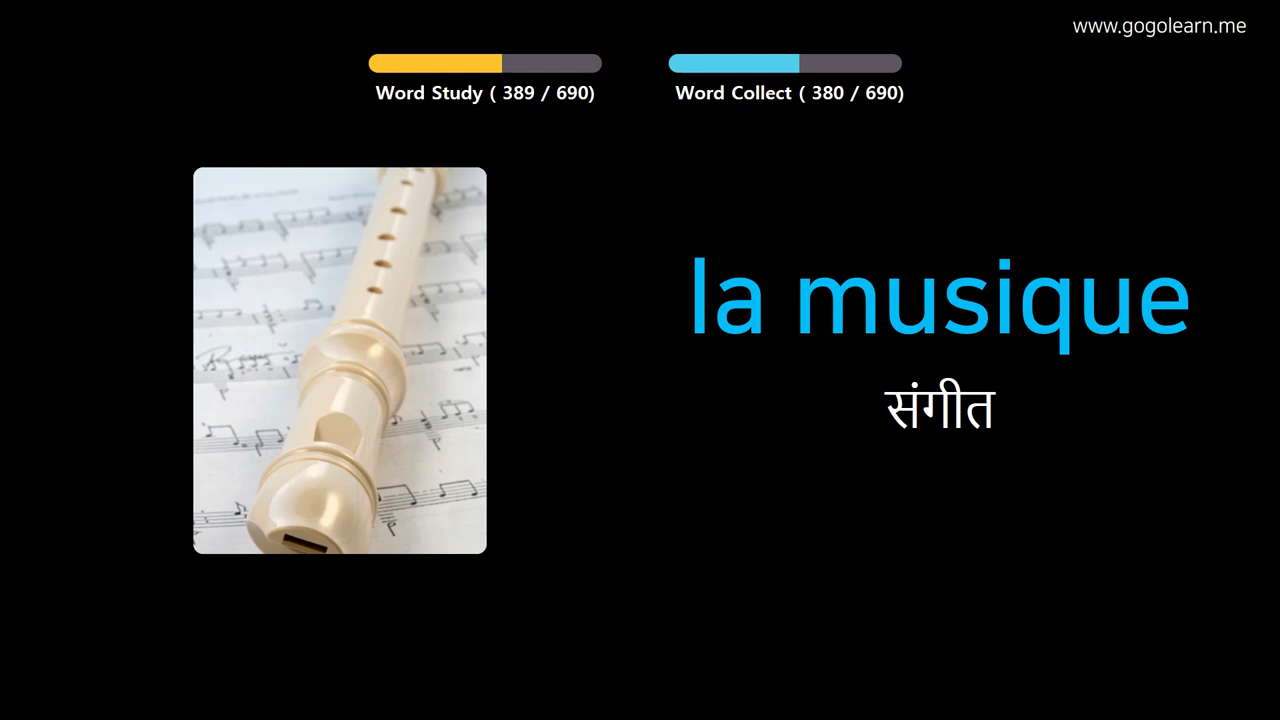 www.gogolearn.me
Word Study ( 389 / 690)
Word Collect ( 380 / 690)
la musique
संगीत